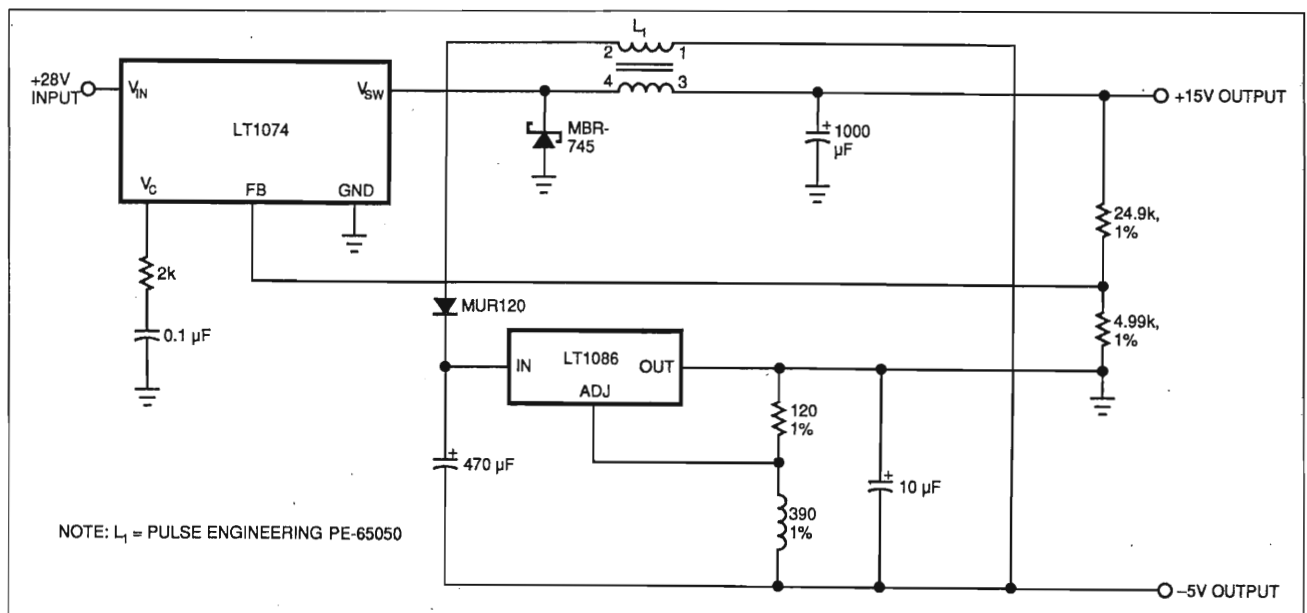 L1
2 1
4 3
+28V
INPUT
VIN
VSW
LT1074
VC
FB
GND
MBR-
745
+
1000
µF
+15V OUTPUT
24.9k,
1%
2k
0.1 µF
MUR120
4.99k,
1%
IN
LT1086
OUT
ADJ
120
1%
+
470 µF
+
10 µF
390
1%
NOTE: L1 = PULSE ENGINEERING PE-65050
–5V OUTPUT